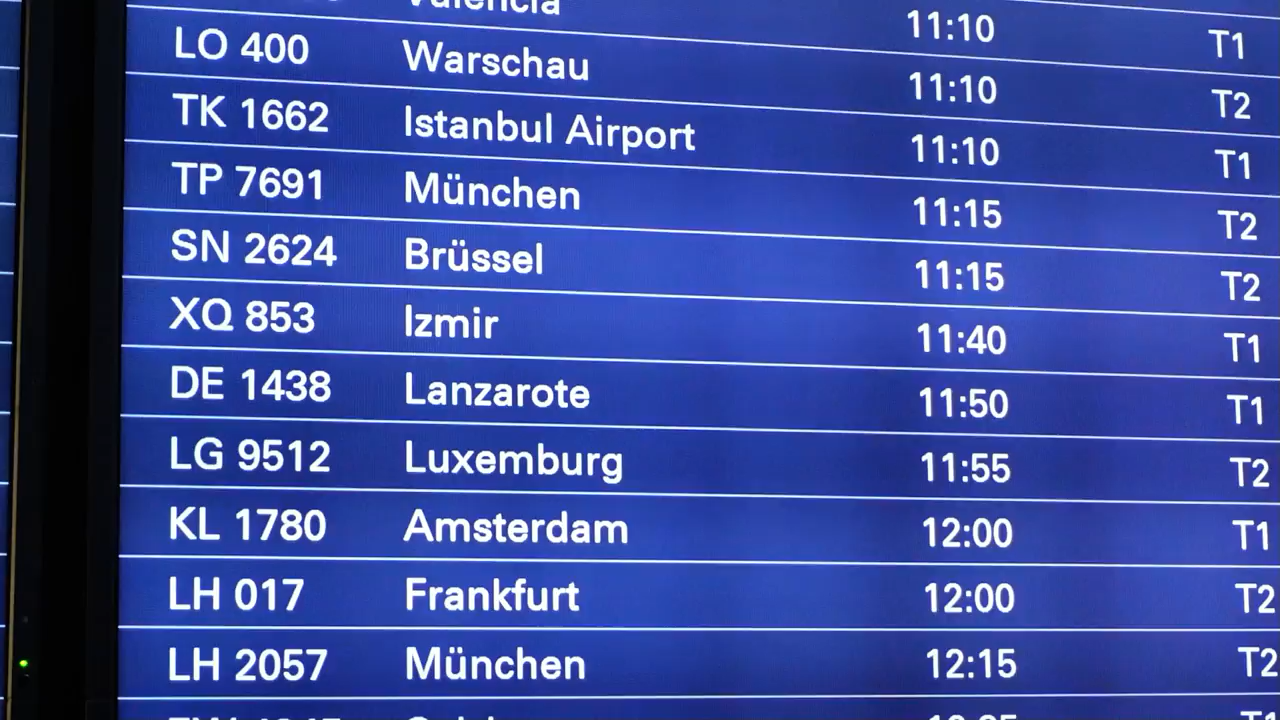 Valencia 11:10 T1
LO 400 Warschau 11:10 T2
TK 1662 Istanbul Airport 11:10 T1
TP 7691 München 11:15 T2
SN 2624 Brüssel 11:15 T2
XQ 853 Izmir 11:40 T1
DE 1438 Lanzarote 11:50 T1
LG 9512 Luxemburg 11:55 T2
KL 1780 Amsterdam 12:00 T1
LH 017 Frankfurt 12:00 T2
LH 2057 München 12:15 T2